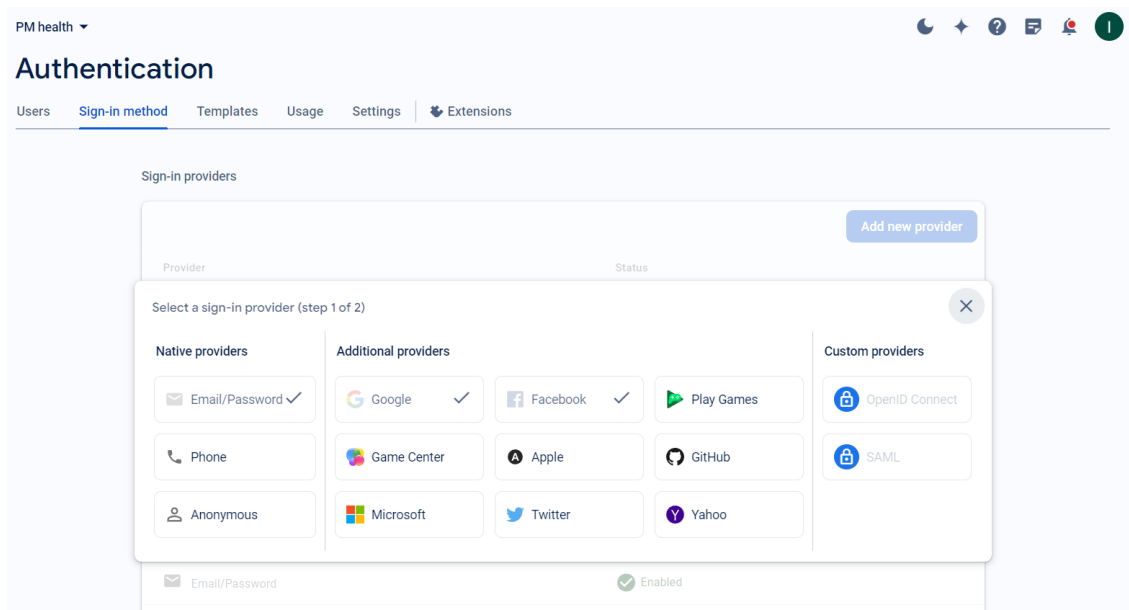 PM health
I
Authentication
Users Sign-in method Templates Usage Settings Extensions
Sign-in providers
Add new provider
Provider Status
Select a sign-in provider (step 1 of 2)
Native providers Additional providers Custom providers
Email/Password Google Facebook Play Games OpenID Connect
Phone Game Center Apple GitHub SAML
Anonymous Microsoft Twitter Yahoo
Email/Password Enabled